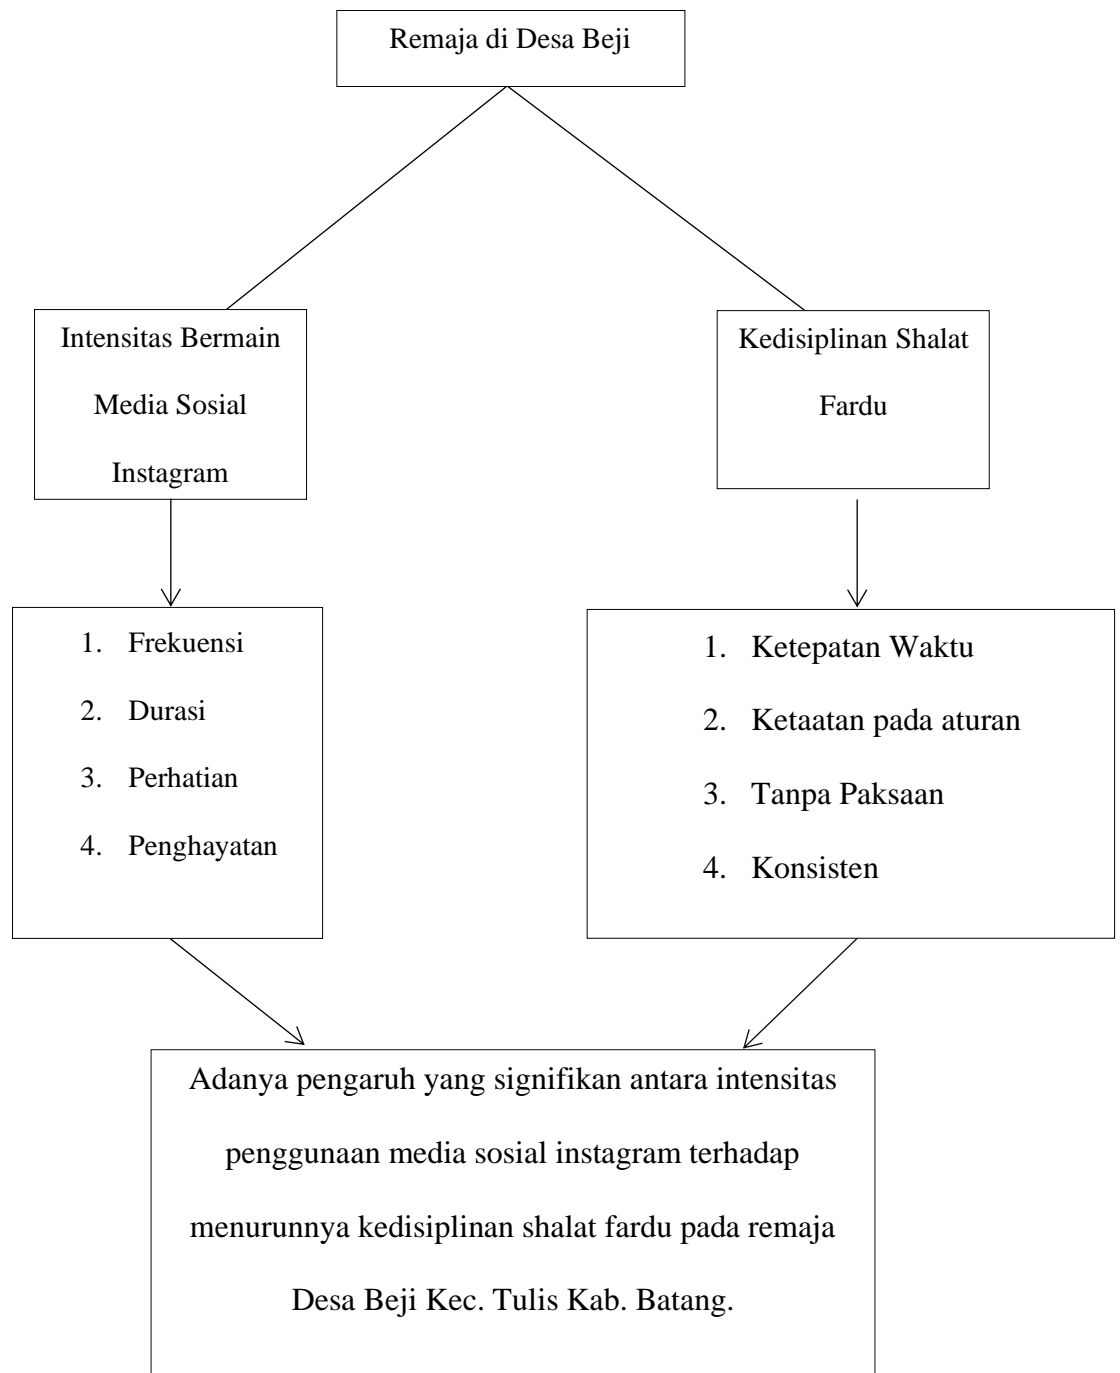 Remaja di Desa Beji
Intensitas Bermain
Media Sosial
Instagram
Kedisiplinan Shalat
Fardu
1. Frekuensi
2. Durasi
3. Perhatian
4. Penghayatan
1. Ketepatan Waktu
2. Ketaatan pada aturan
3. Tanpa Paksaan
4. Konsisten
Adanya pengaruh yang signifikan antara intensitas
penggunaan media sosial instagram terhadap
menurunnya kedisiplinan shalat fardu pada remaja
Desa Beji Kec. Tulis Kab. Batang.